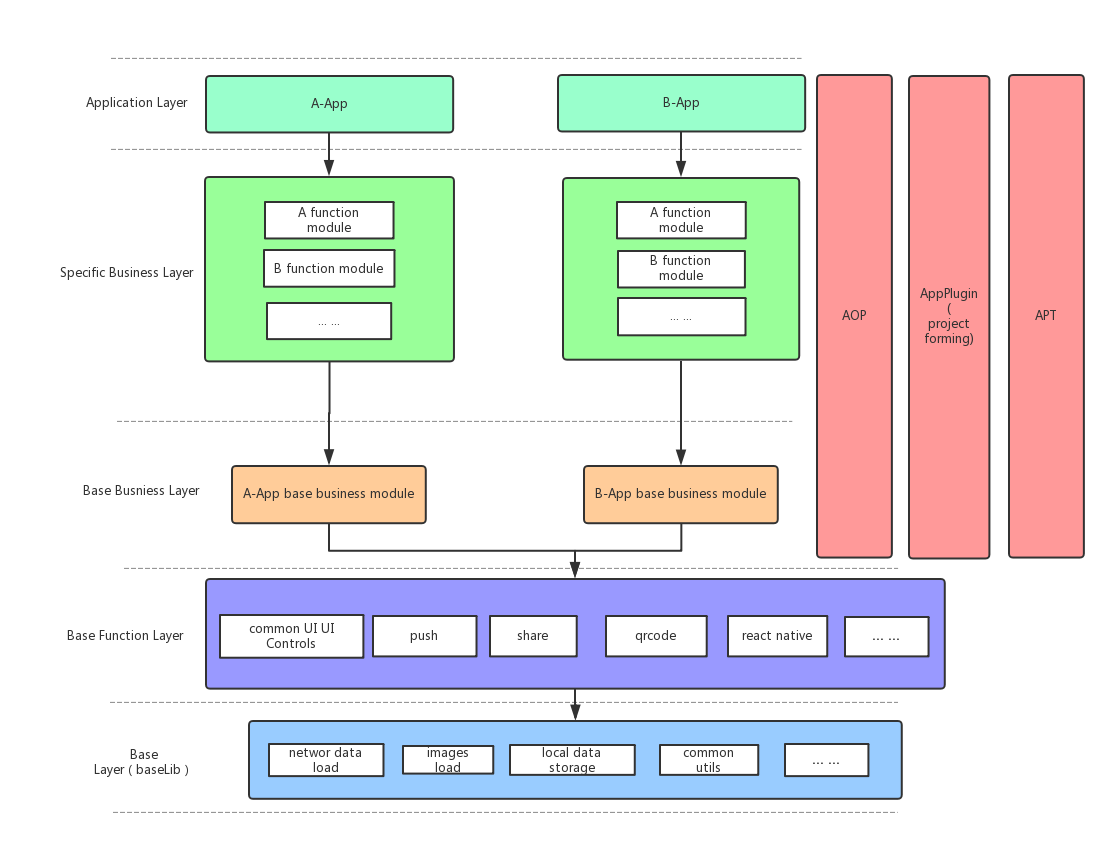 Application Layer
A-App
B-App
Specific Business Layer
A function
module
B function module
... ...
A function
module
B function
module
... ...
AOP
AppPlugin
(
project
forming)
APT
Base Busniess Layer
A-App base business module
B-App base business module
Base Function Layer
common UI UI
Controls
push
share
qrcode
react native
... ...
Base
Layer ( baseLib )
networ data
load
images
load
local data
storage
common
utils
... ...